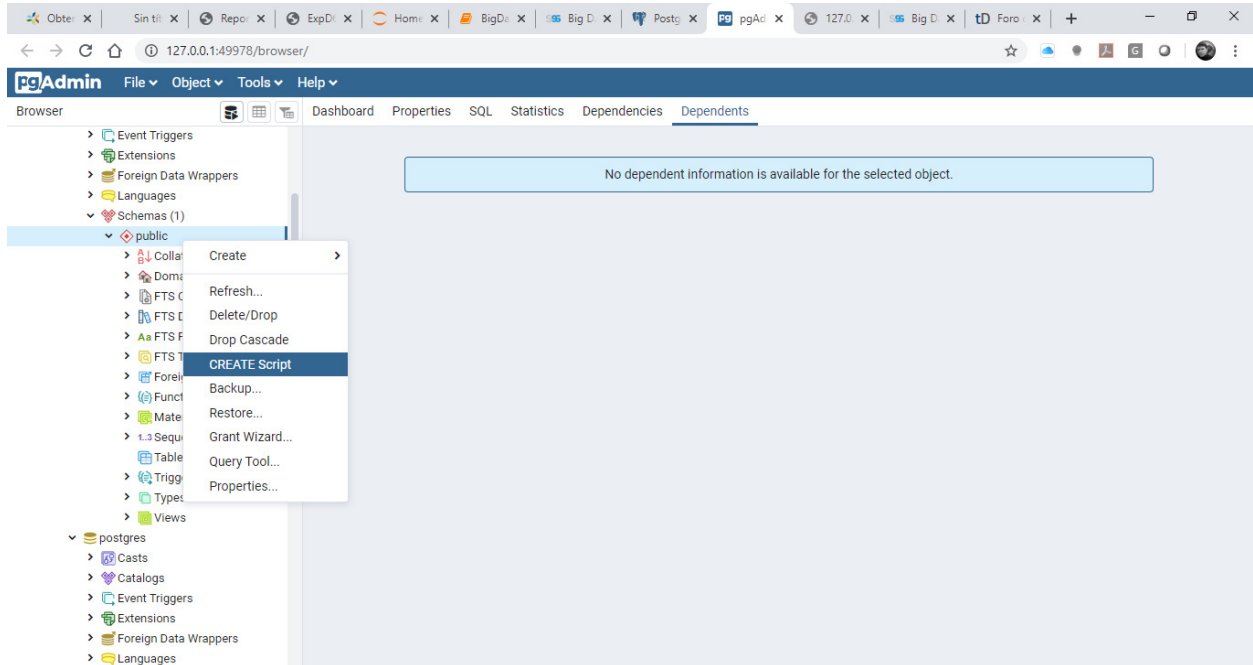 Obter
Sin tít
Repor
ExpD
Home
BigDa
Big D
Postg
pgAd
127.0
Big D
Foro
127.0.0.1:49978/browser/
pgAdmin File Object Tools Help
Browser Dashboard Properties SQL Statistics Dependencies Dependents
Event Triggers
Extensions
Foreign Data Wrappers
No dependent information is available for the selected object.
Languages
Schemas (1)
public
Colla
Doma
FTS
FTS
FTS
FTS
Forei
Funct
Mate
1..3 Sequ
Table
Trigg
Types
Views
Create
Refresh...
Delete/Drop
Drop Cascade
CREATE Script
Backup...
Restore...
Grant Wizard...
Query Tool...
Properties...
postgres
Casts
Catalogs
Event Triggers
Extensions
Foreign Data Wrappers
Languages